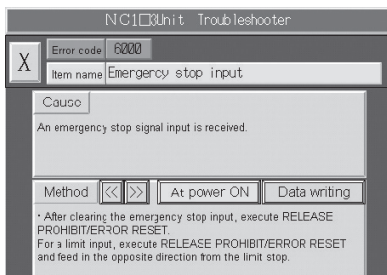 NC1□3Unit Troubleshooter
X
Error code 6000
Item name Emergency stop input
Cause
An emergency stop signal input is received.
Method << >> At power ON Data writing
・After clearing the emergency stop input, execute RELEASE
PROHIBIT/ERROR RESET.
For a limit input, execute RELEASE PROHIBIT/ERROR RESET
and feed in the opposite direction from the limit stop.